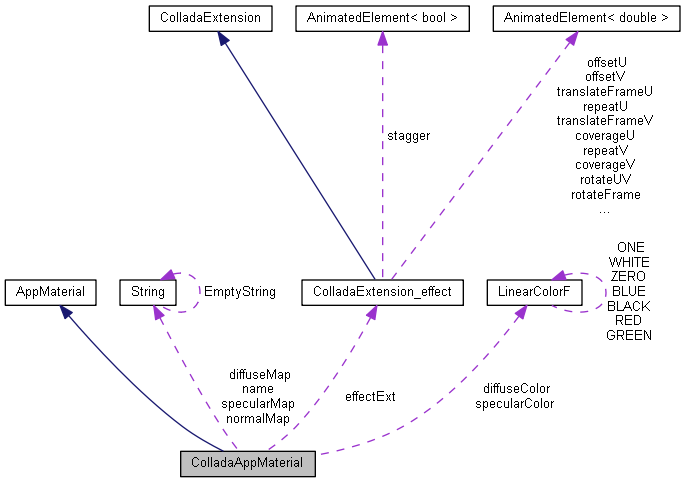 ColladaExtension
AnimatedElement< bool >
AnimatedElement< double >
offsetU
offsetV
translateFrameU
repeatU
translateFrameV
coverageU
repeatV
coverageV
rotateUV
rotateFrame
...
stagger
AppMaterial
String
EmptyString
ColladaExtension_effect
LinearColorF
ONE
WHITE
ZERO
BLUE
BLACK
RED
GREEN
diffuseMap
name
specularMap
normalMap
effectExt
diffuseColor
specularColor
ColladaAppMaterial